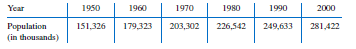 Year 1950 1960 1970 1980 1990 2000
Population 151,326 179,323 203,302 226,542 249,633 281,422
(in thousands)